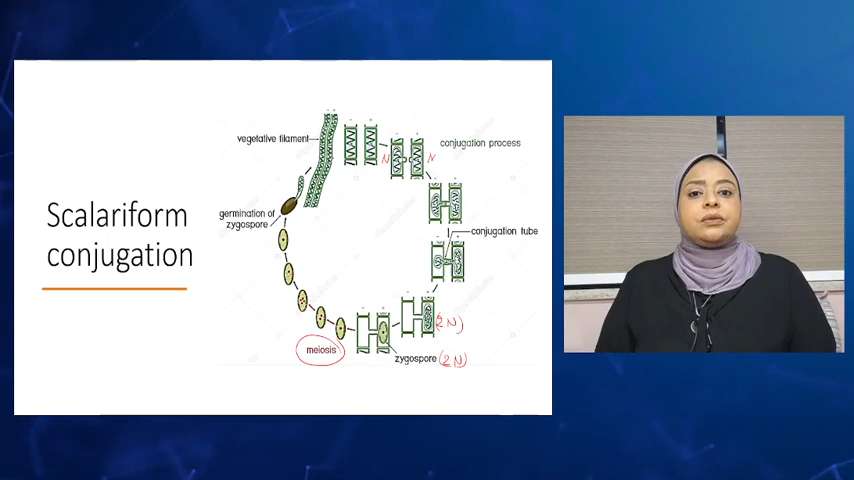 Scalariform
conjugation
vegetative filament
conjugation process
N
N
germination of
zygospore
conjugation tube
(2N)
meiosis
zygospore (2N)